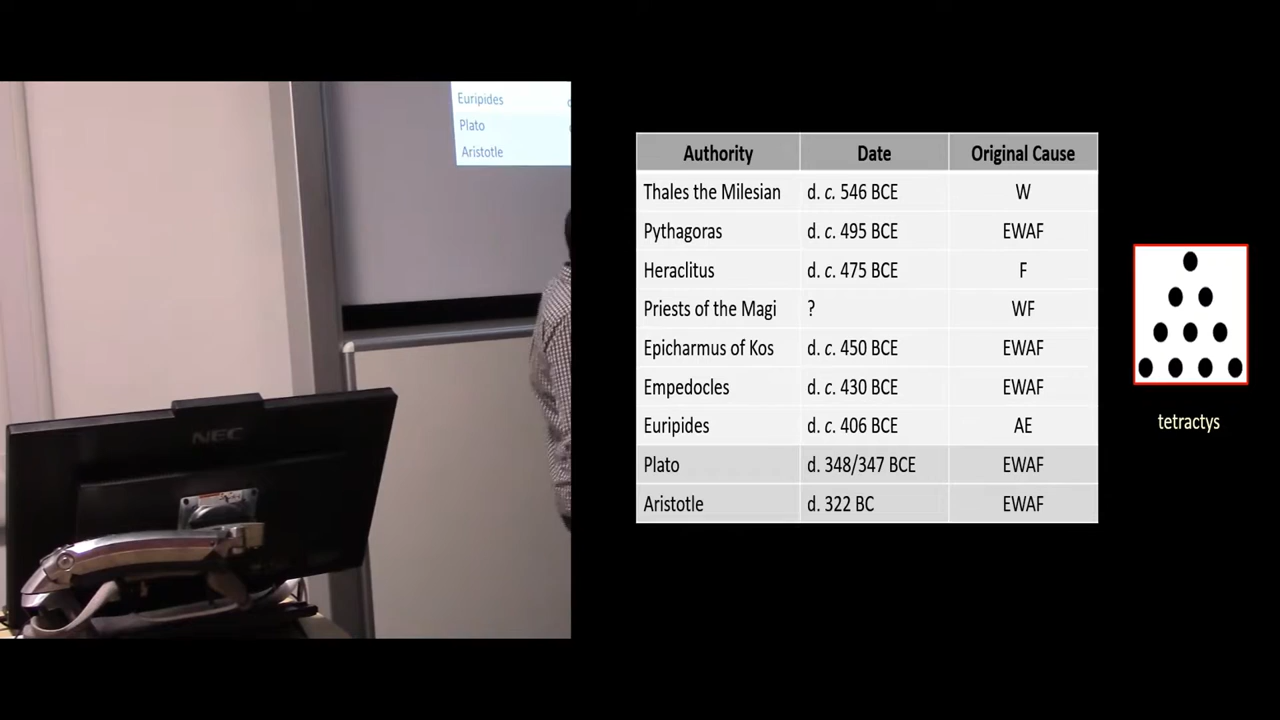 Euripides
Plato
Aristotle
NEC
Authority Date Original Cause
Thales the Milesian d. c. 546 BCE W
Pythagoras d. c. 495 BCE EWAF
Heraclitus d. c. 475 BCE F
Priests of the Magi ? WF
Epicharmus of Kos d. c. 450 BCE EWAF
Empedocles d. c. 430 BCE EWAF
Euripides d. c. 406 BCE AE
Plato d. 348/347 BCE EWAF
Aristotle d. 322 BC EWAF
tetractys